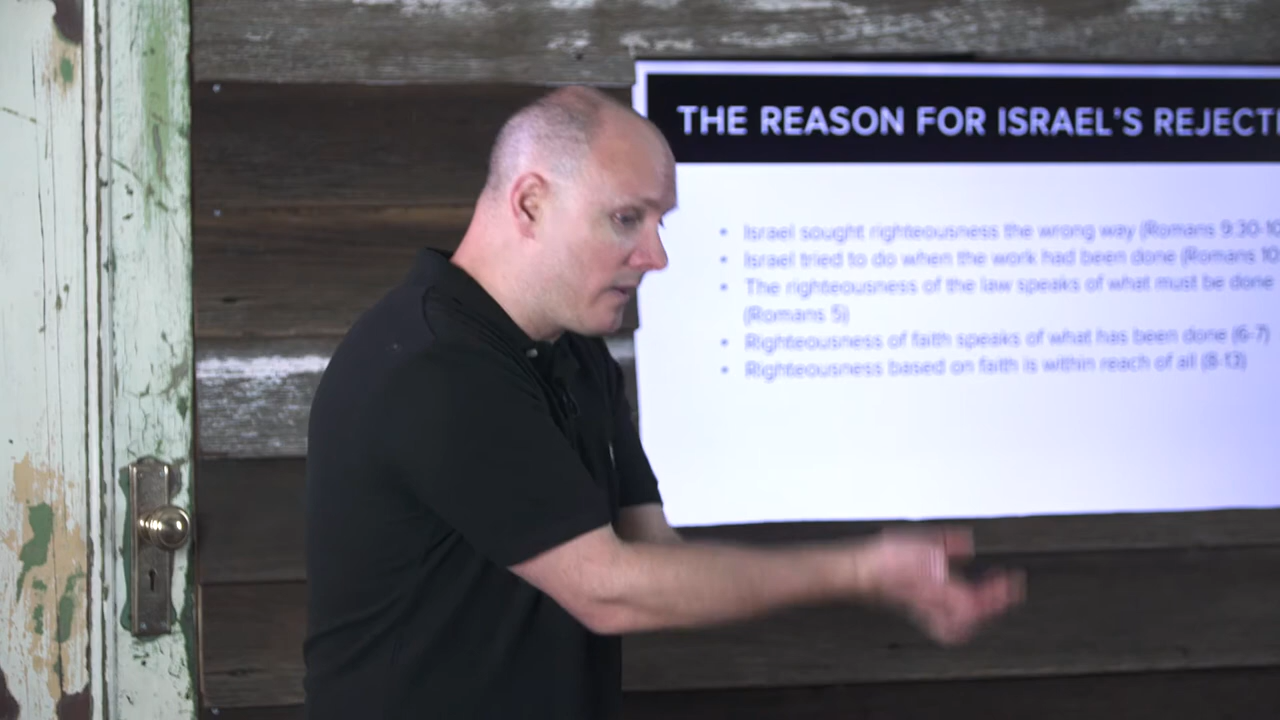 THE REASON FOR ISRAEL'S REJECTI
• Israel sought righteousness the wrong way (Romans 9:30-10
• Israel tried to do when the work had been done (Romans 10:
• The righteousness of the law speaks of what must be done
(Romans 5)
• Righteousness of faith speaks of what has been done (6-7)
• Righteousness based on faith is within reach of all (8-13)